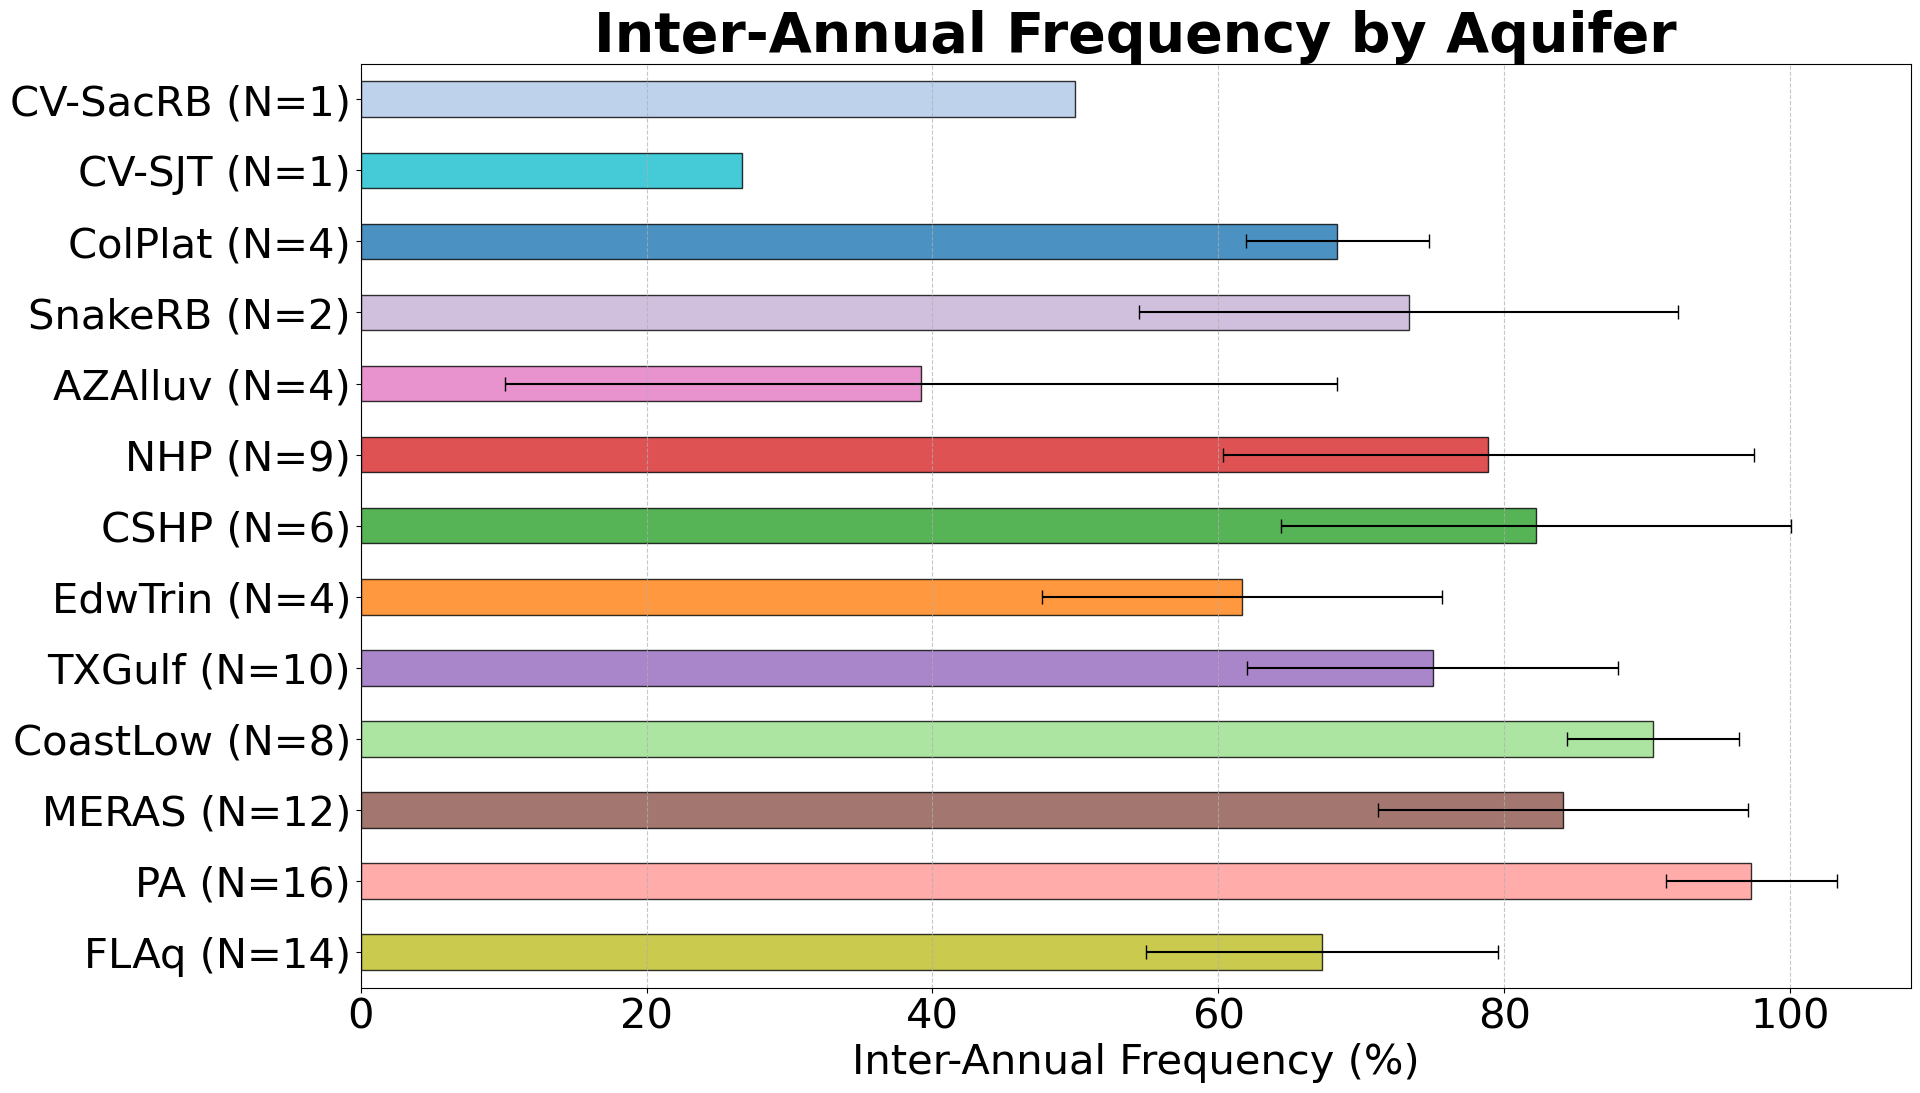 Inter-Annual Frequency by Aquifer
CV-SacRB (N=1)
CV-SJT (N=1)
ColPlat (N=4)
SnakeRB (N=2)
AZAlluv (N=4)
NHP (N=9)
CSHP (N=6)
EdwTrin (N=4)
TXGulf (N=10)
CoastLow (N=8)
MERAS (N=12)
PA (N=16)
FLAq (N=14)
0 20 40 60 80 100
Inter-Annual Frequency (%)